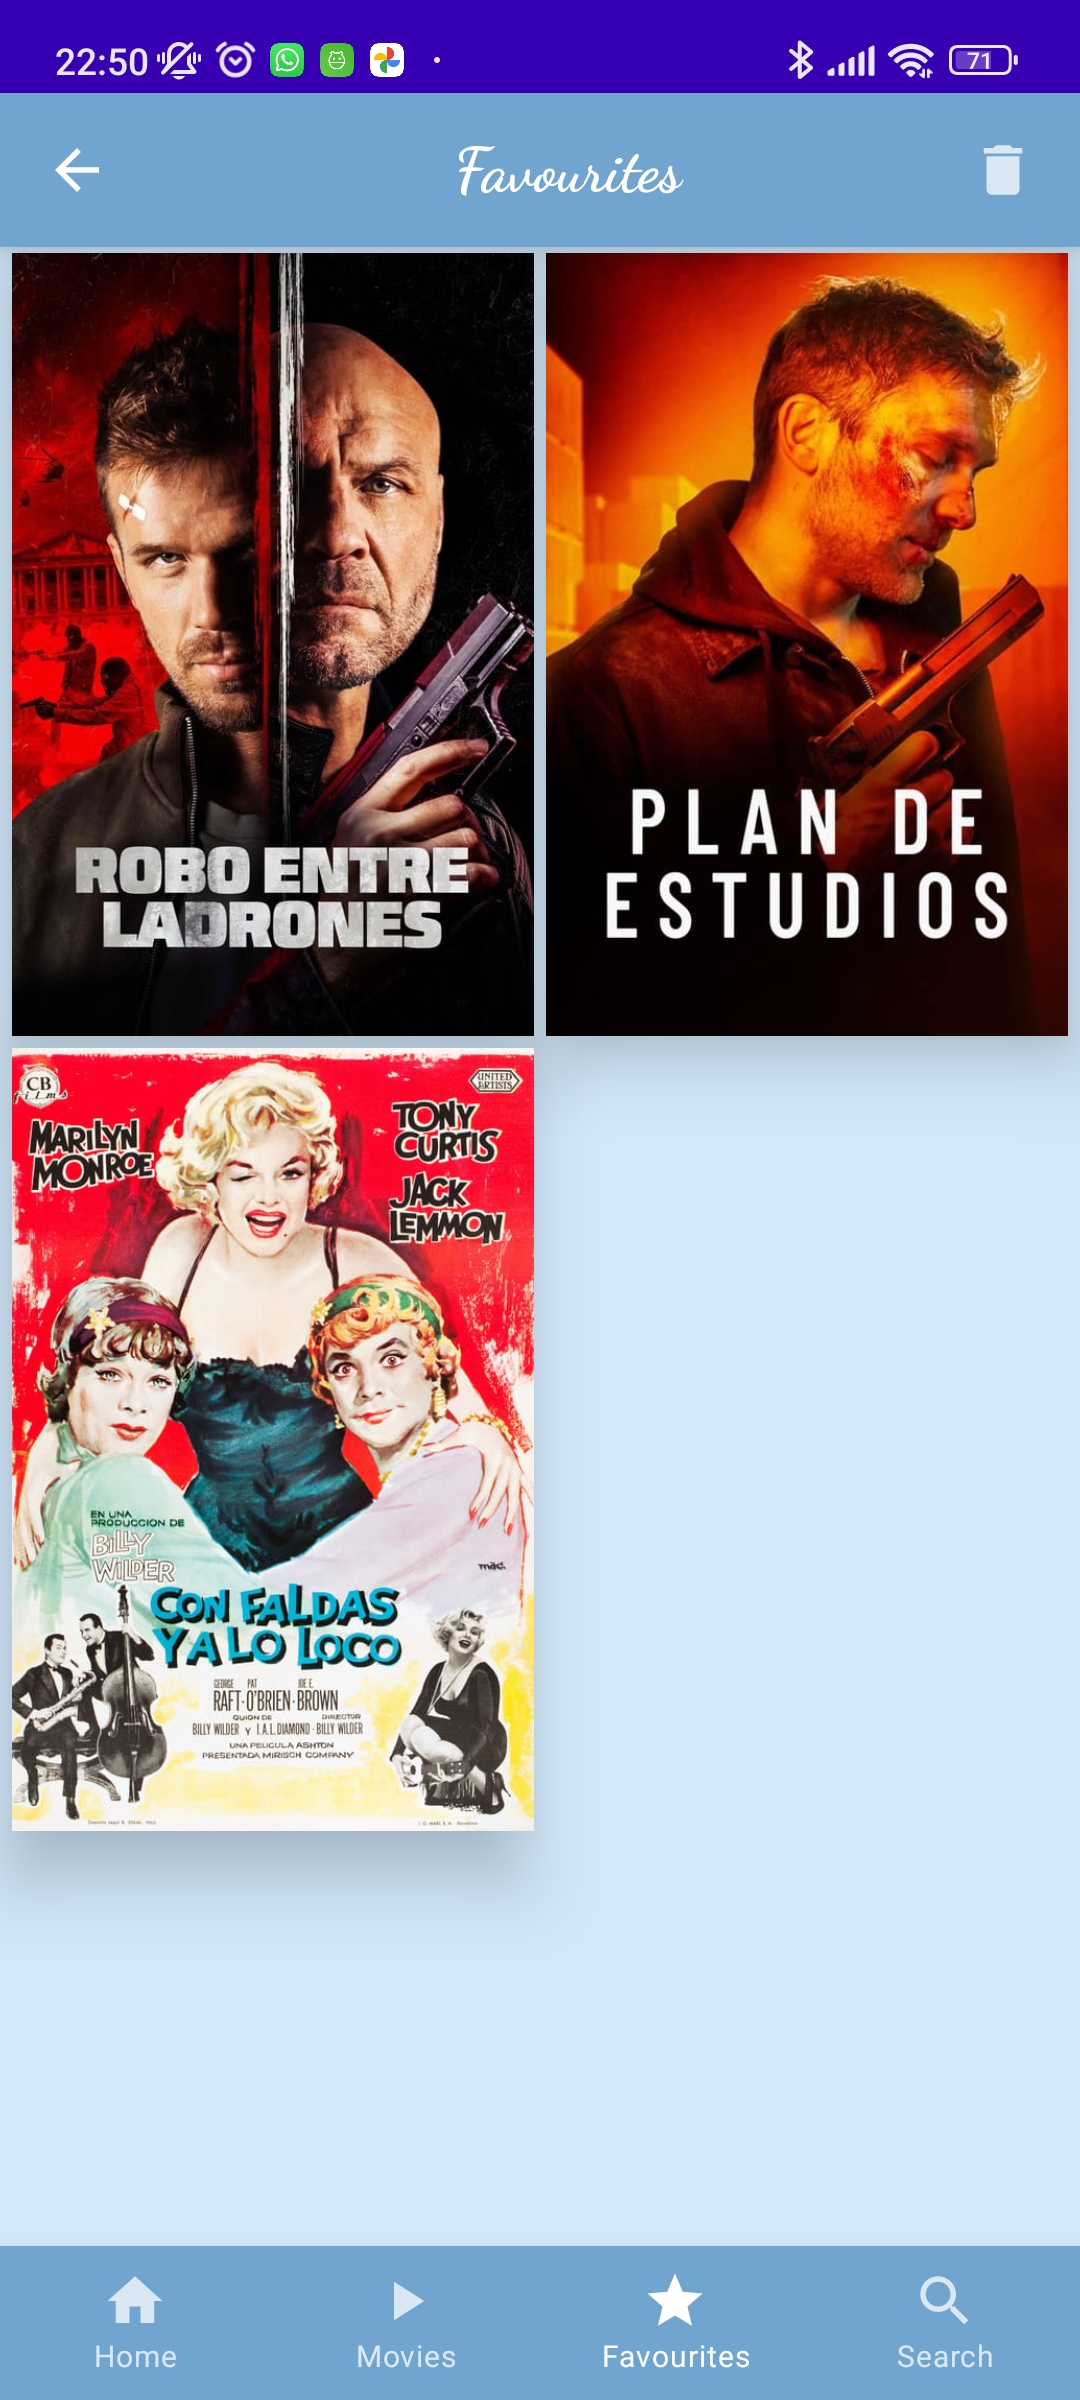 22:50
71
Favourites
ROBO ENTRE
LADRONES
PLAN DE
ESTUDIOS
CB
films
UNITED
ARTISTS
MARILYN
MONROE
TONY
CURTIS
JACK
LEMMON
EN UNA
PRODUCCION DE
BILLY
WILDER
mac.
CON FALDAS
Y A LO LOCO
GEORGE PAT JOE E.
RAFT · O'BRIEN · BROWN
GUION DE DIRECTOR
BILLY WILDER Y I.A.L. DIAMOND · BILLY WILDER
UNA PELICULA ASHTON
PRESENTADA MIRISCH COMPANY
Home
Movies
Favourites
Search